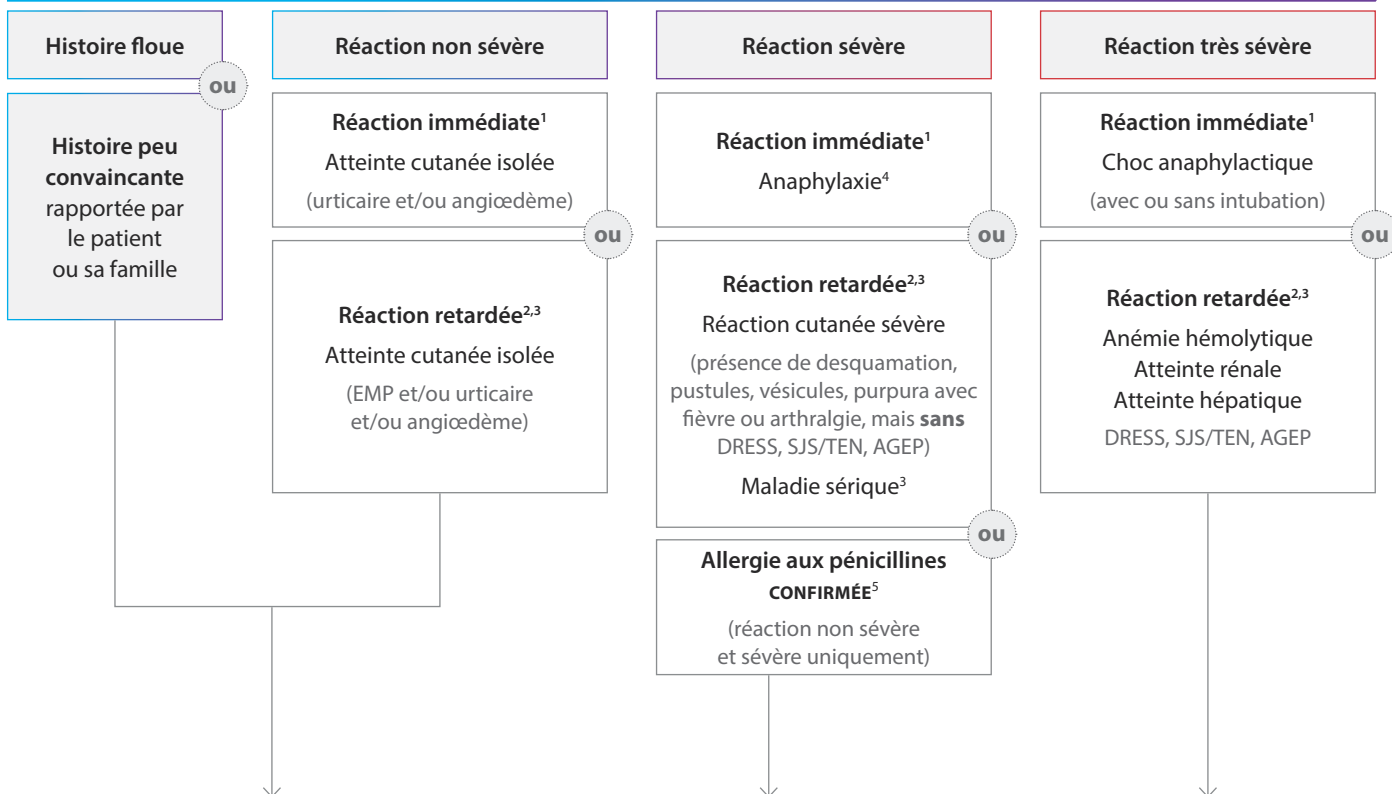 Histoire floue
ou
Histoire peu
convaincante
rapportée par
le patient
ou sa famille
Réaction non sévère
Réaction immédiate¹
Atteinte cutanée isolée
(urticaire et/ou angiœdème)
ou
Réaction retardée²,³
Atteinte cutanée isolée
(EMP et/ou urticaire
et/ou angiœdème)
Réaction sévère
Réaction immédiate¹
Anaphylaxie⁴
ou
Réaction retardée²,³
Réaction cutanée sévère
(présence de desquamation,
pustules, vésicules, purpura avec
fièvre ou arthralgie, mais sans
DRESS, SJS/TEN, AGEP)
Maladie sérique³
ou
Allergie aux pénicillines
CONFIRMÉE⁵
(réaction non sévère
et sévère uniquement)
Réaction très sévère
Réaction immédiate¹
Choc anaphylactique
(avec ou sans intubation)
ou
Réaction retardée²,³
Anémie hémolytique
Atteinte rénale
Atteinte hépatique
DRESS, SJS/TEN, AGEP